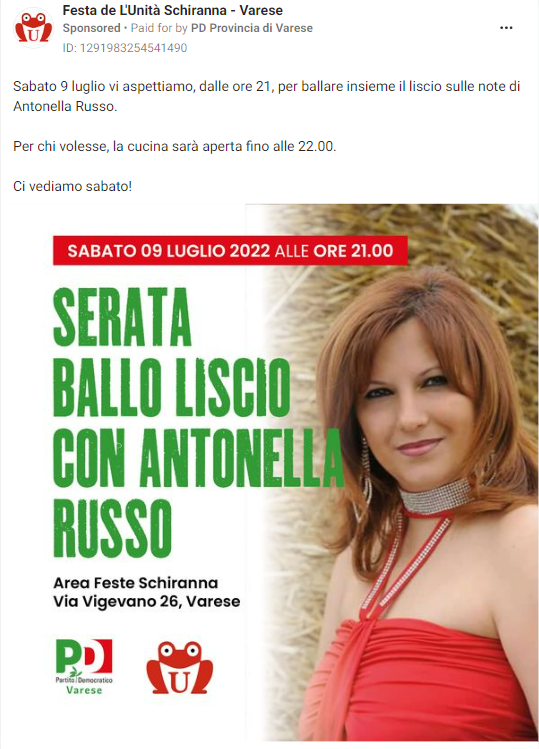 Festa de L'Unità Schiranna - Varese
Sponsored • Paid for by PD Provincia di Varese
ID: 1291983254541490
Sabato 9 luglio vi aspettiamo, dalle ore 21, per ballare insieme il liscio sulle note di
Antonella Russo.
Per chi volesse, la cucina sarà aperta fino alle 22.00.
Ci vediamo sabato!
SABATO 09 LUGLIO 2022 ALLE ORE 21.00
SERATA
BALLO LISCIO
CON ANTONELLA
RUSSO
Area Feste Schiranna
Via Vigevano 26, Varese
PD
Partito Democratico
Varese
U
U